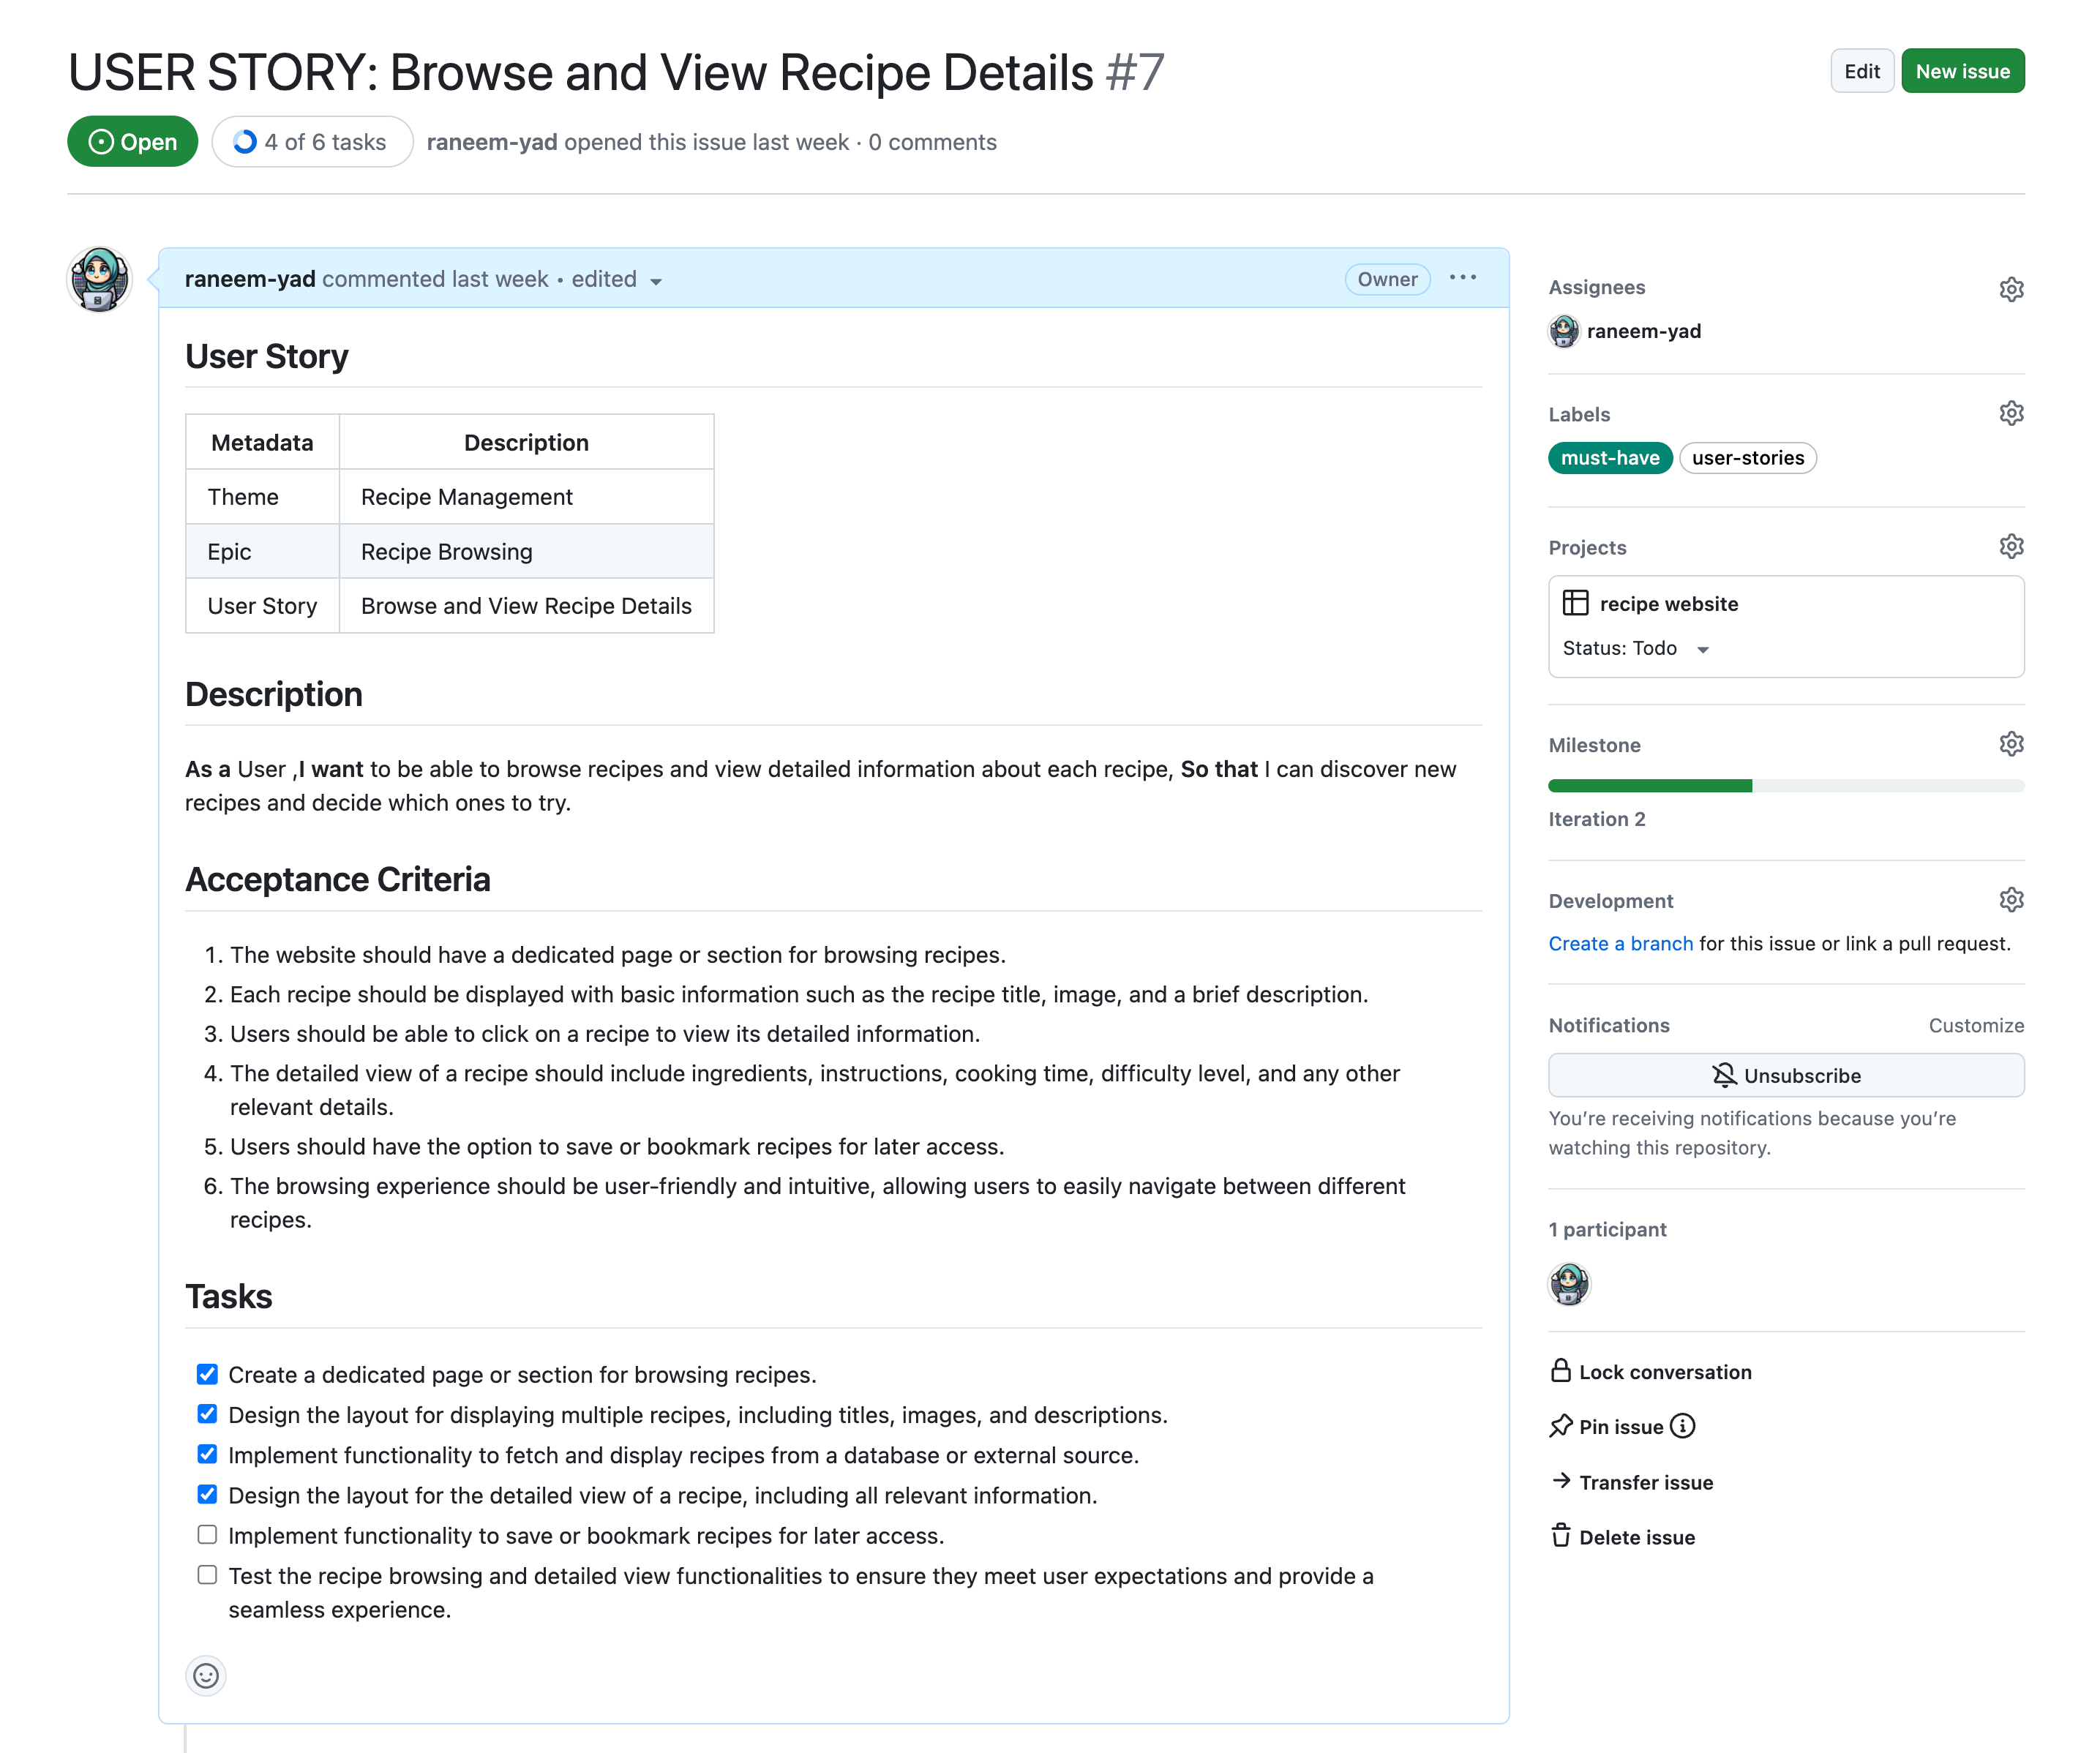 USER STORY: Browse and View Recipe Details #7
Edit
New issue
Open
4 of 6 tasks
raneem-yad opened this issue last week · 0 comments
raneem-yad commented last week • edited
Owner
User Story
Metadata Description
Theme Recipe Management
Epic Recipe Browsing
User Story Browse and View Recipe Details
Description
As a User ,I want to be able to browse recipes and view detailed information about each recipe, So that I can discover new
recipes and decide which ones to try.
Acceptance Criteria
1. The website should have a dedicated page or section for browsing recipes.
2. Each recipe should be displayed with basic information such as the recipe title, image, and a brief description.
3. Users should be able to click on a recipe to view its detailed information.
4. The detailed view of a recipe should include ingredients, instructions, cooking time, difficulty level, and any other
relevant details.
5. Users should have the option to save or bookmark recipes for later access.
6. The browsing experience should be user-friendly and intuitive, allowing users to easily navigate between different
recipes.
Tasks
Create a dedicated page or section for browsing recipes.
Design the layout for displaying multiple recipes, including titles, images, and descriptions.
Implement functionality to fetch and display recipes from a database or external source.
Design the layout for the detailed view of a recipe, including all relevant information.
Implement functionality to save or bookmark recipes for later access.
Test the recipe browsing and detailed view functionalities to ensure they meet user expectations and provide a
seamless experience.
Assignees
raneem-yad
Labels
must-have user-stories
Projects
recipe website
Status: Todo
Milestone
Iteration 2
Development
Create a branch for this issue or link a pull request.
Notifications
Customize
Unsubscribe
You’re receiving notifications because you’re
watching this repository.
1 participant
Lock conversation
Pin issue
Transfer issue
Delete issue